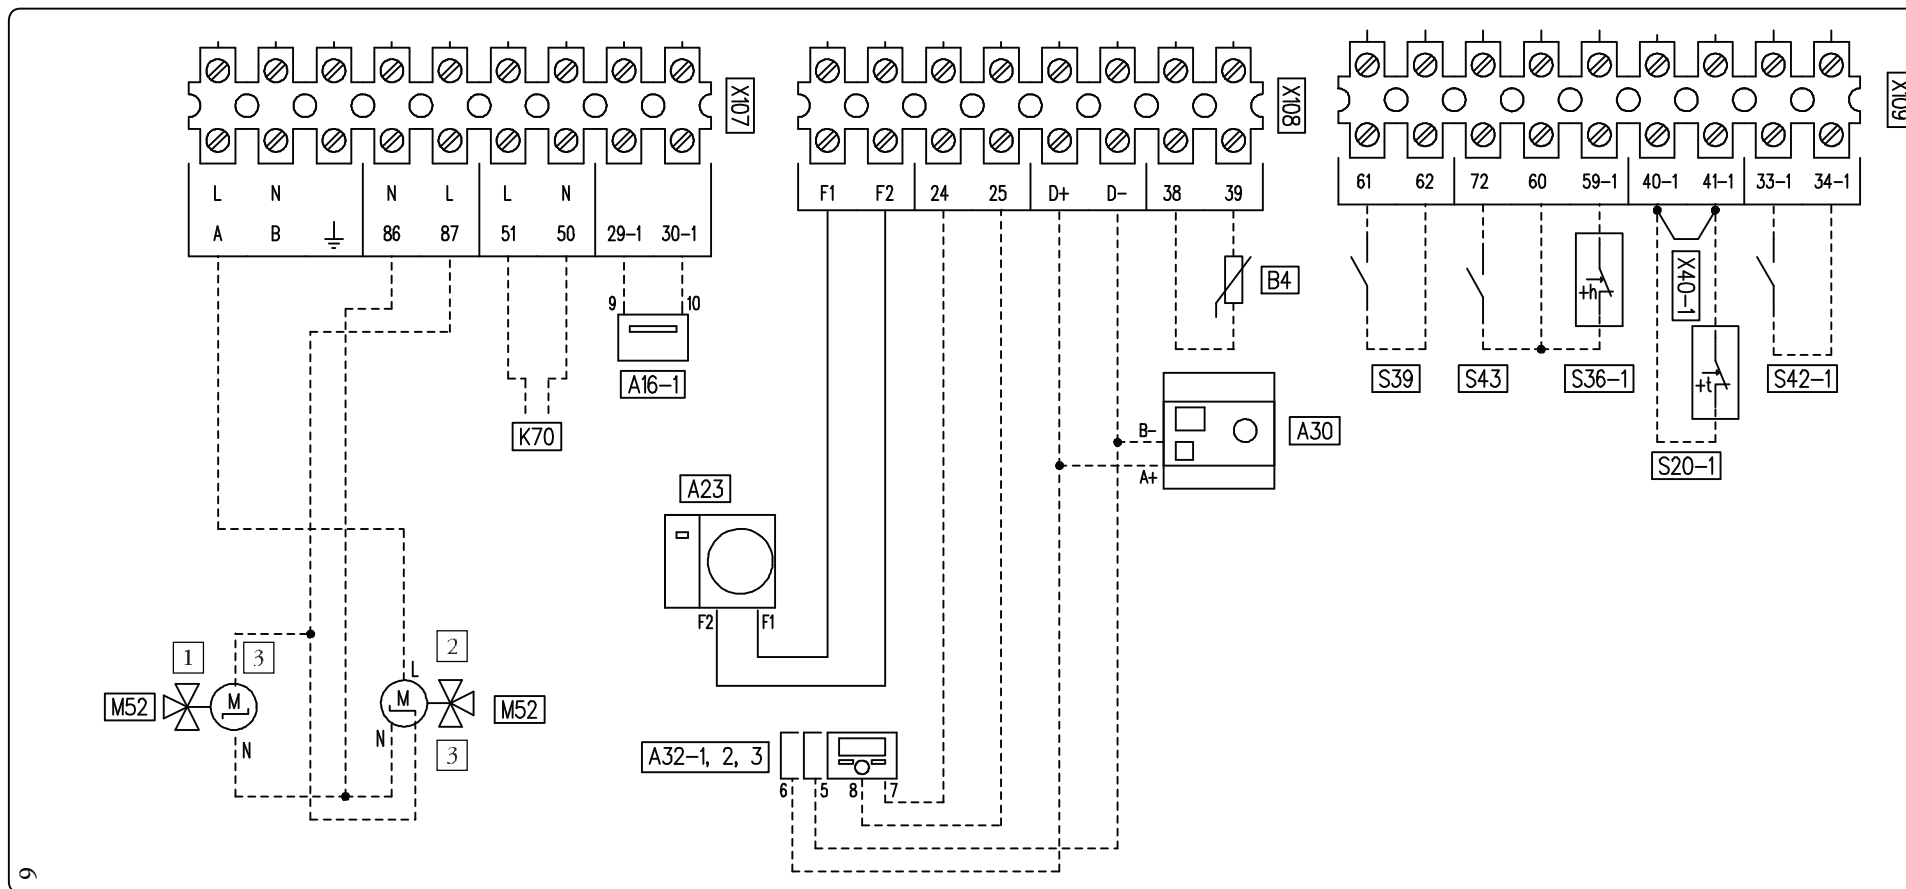 X107
L N N L L N
A B 86 87 51 50 29-1 30-1
9 10
A16-1
K70
L
1 3 2
M52 M M M52
N N 3
X108
F1 F2 24 25 D+ D- 38 39
B4
B-
A30
A+
A23
F2 F1
A32-1, 2, 3
6 5 8 7
X109
61 62 72 60 59-1 40-1 41-1 33-1 34-1
+h
X40-1
+t
S39 S43 S36-1 S42-1
S20-1
9